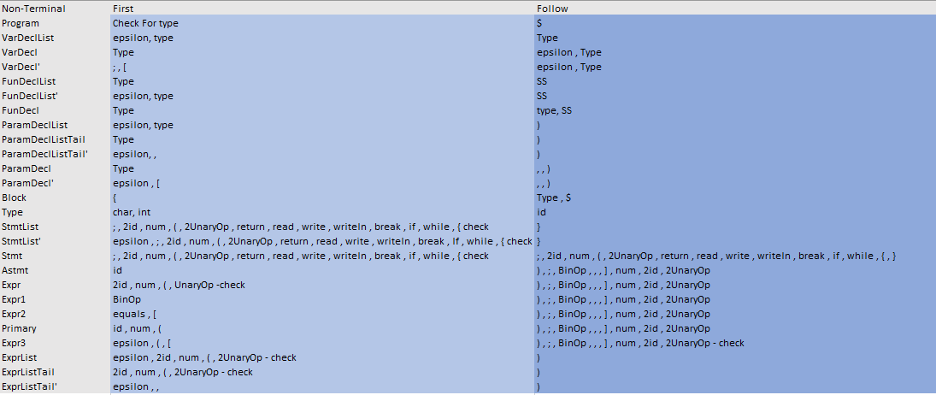 Non-Terminal First Follow
Program Check For type $
VarDeclList epsilon, type Type
VarDecl Type epsilon , Type
VarDecl' ; , [ epsilon , Type
FunDeclList Type SS
FunDeclList' epsilon, type SS
FunDecl Type type, SS
ParamDeclList epsilon, type )
ParamDeclListTail Type )
ParamDeclListTail' epsilon, , )
ParamDecl Type , , )
ParamDecl' epsilon , [ , , )
Block { Type , $
Type char, int id
StmtList ; , 2id , num , ( , 2UnaryOp , return , read , write , writeln , break , if , while , { check }
StmtList' epsilon , ; , 2id , num , ( , 2UnaryOp , return , read , write , writeln , break , If , while , { check }
Stmt ; , 2id , num , ( , 2UnaryOp , return , read , write , writeln , break , if , while , { check ; , 2id , num , ( , 2UnaryOp , return , read , write , writeln , break , if , while , { , }
Astmt id ) , ; , BinOp , , , ] , num , 2id , 2UnaryOp
Expr 2id , num , ( , UnaryOp -check ) , ; , BinOp , , , ] , num , 2id , 2UnaryOp
Expr1 BinOp ) , ; , BinOp , , , ] , num , 2id , 2UnaryOp
Expr2 equals , [ ) , ; , BinOp , , , ] , num , 2id , 2UnaryOp
Primary id , num , ( ) , ; , BinOp , , , ] , num , 2id , 2UnaryOp
Expr3 epsilon , ( , [ ) , ; , BinOp , , , ] , num , 2id , 2UnaryOp - check
ExprList epsilon , 2id , num , ( , 2UnaryOp - check )
ExprListTail 2id , num , ( , 2UnaryOp - check )
ExprListTail' epsilon , , )